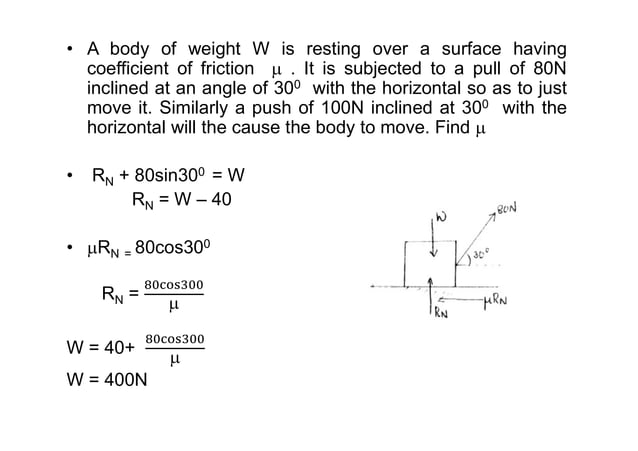 • A body of weight W is resting over a surface having
coefficient of friction μ . It is subjected to a pull of 80N
inclined at an angle of 30⁰ with the horizontal so as to just
move it. Similarly a push of 100N inclined at 30⁰ with the
horizontal will the cause the body to move. Find μ
• R_N + 80sin30⁰ = W
R_N = W – 40
• μR_N = 80cos30⁰
R_N = 80cos300/μ
W = 40+ 80cos300/μ
W = 400N
W
80N
30⁰
μR_N
R_N